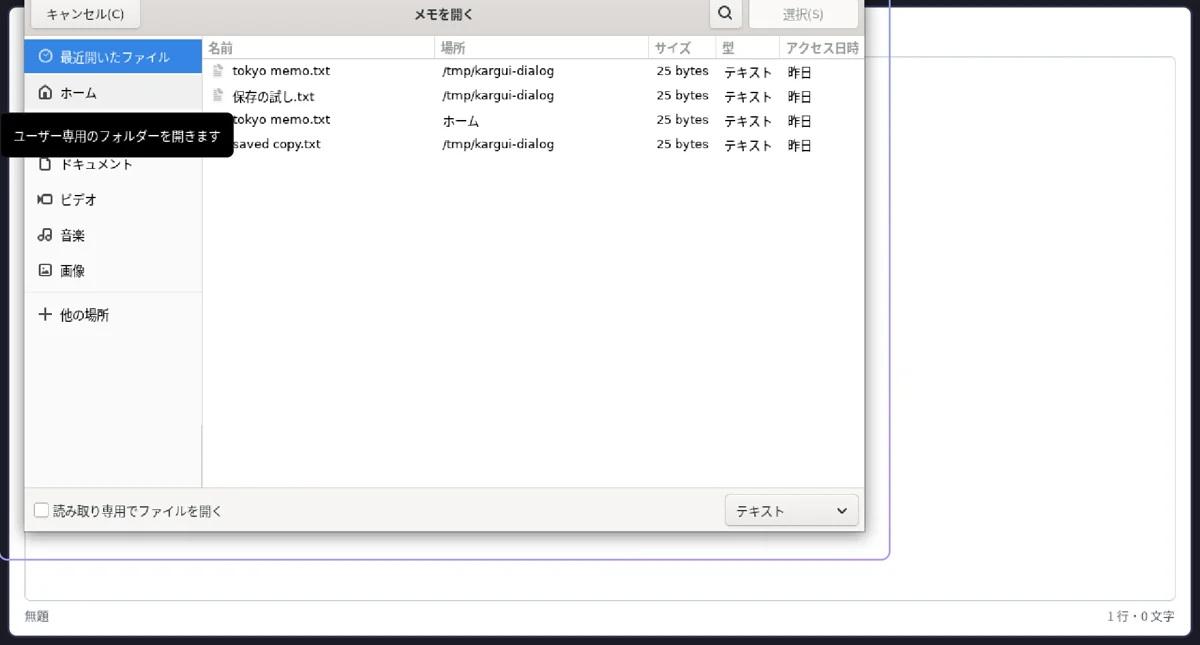 キャンセル(C) メモを開く 選択(S)
最近開いたファイル
ホーム
ユーザー専用のフォルダーを開きます
ドキュメント
ビデオ
音楽
画像
他の場所
名前 場所 サイズ 型 アクセス日時
tokyo memo.txt /tmp/kargui-dialog 25 bytes テキスト 昨日
保存の試し.txt /tmp/kargui-dialog 25 bytes テキスト 昨日
tokyo memo.txt ホーム 25 bytes テキスト 昨日
saved copy.txt /tmp/kargui-dialog 25 bytes テキスト 昨日
読み取り専用でファイルを開く テキスト
無題 1 行・0 文字